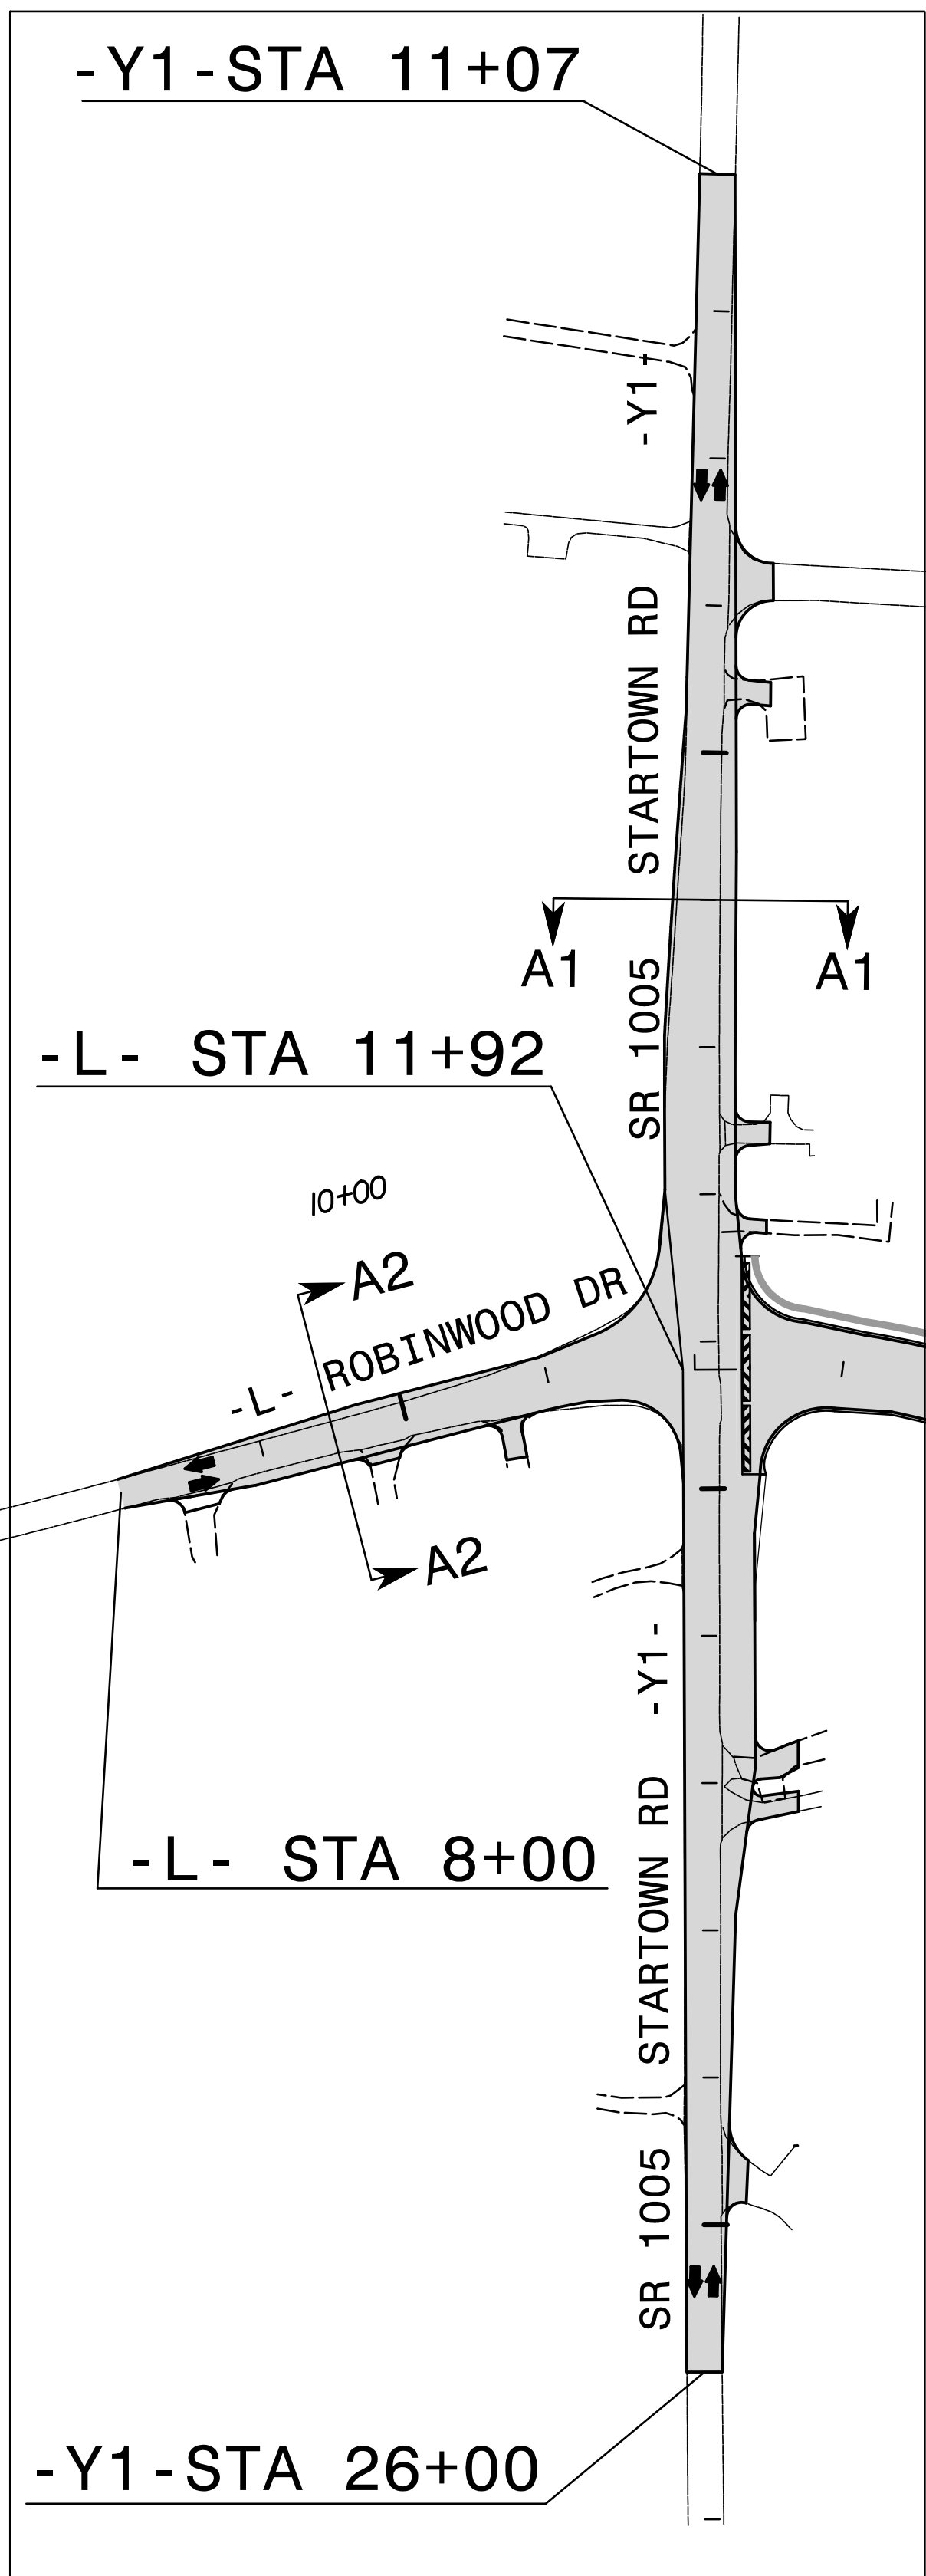 -Y1-STA 11+07
-Y1-
SR 1005 STARTOWN RD
A1 A1
-L- STA 11+92
10+00
A2
-L- ROBINWOOD DR
A2
-Y1-
-L- STA 8+00
SR 1005 STARTOWN RD
-Y1-STA 26+00